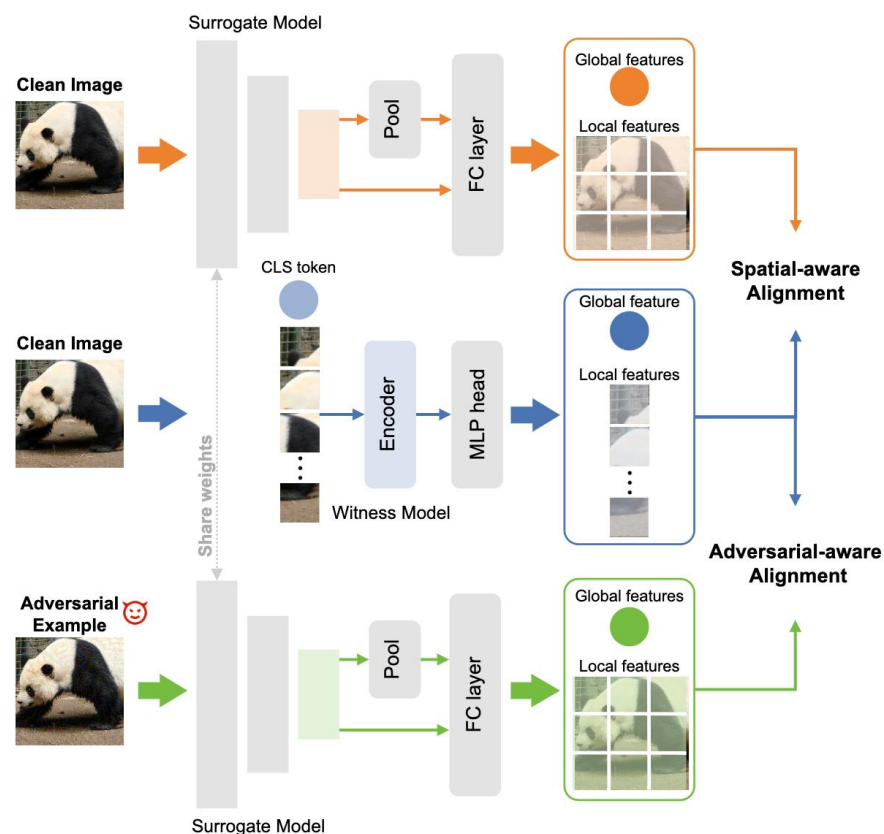 Surrogate Model
Clean Image
Pool
FC layer
Global features
Local features
Spatial-aware
Alignment
CLS token
Clean Image
Encoder
MLP head
Witness Model
Global feature
Local features
Share weights
Adversarial-aware
Alignment
Adversarial
Example
Pool
FC layer
Global features
Local features
Surrogate Model